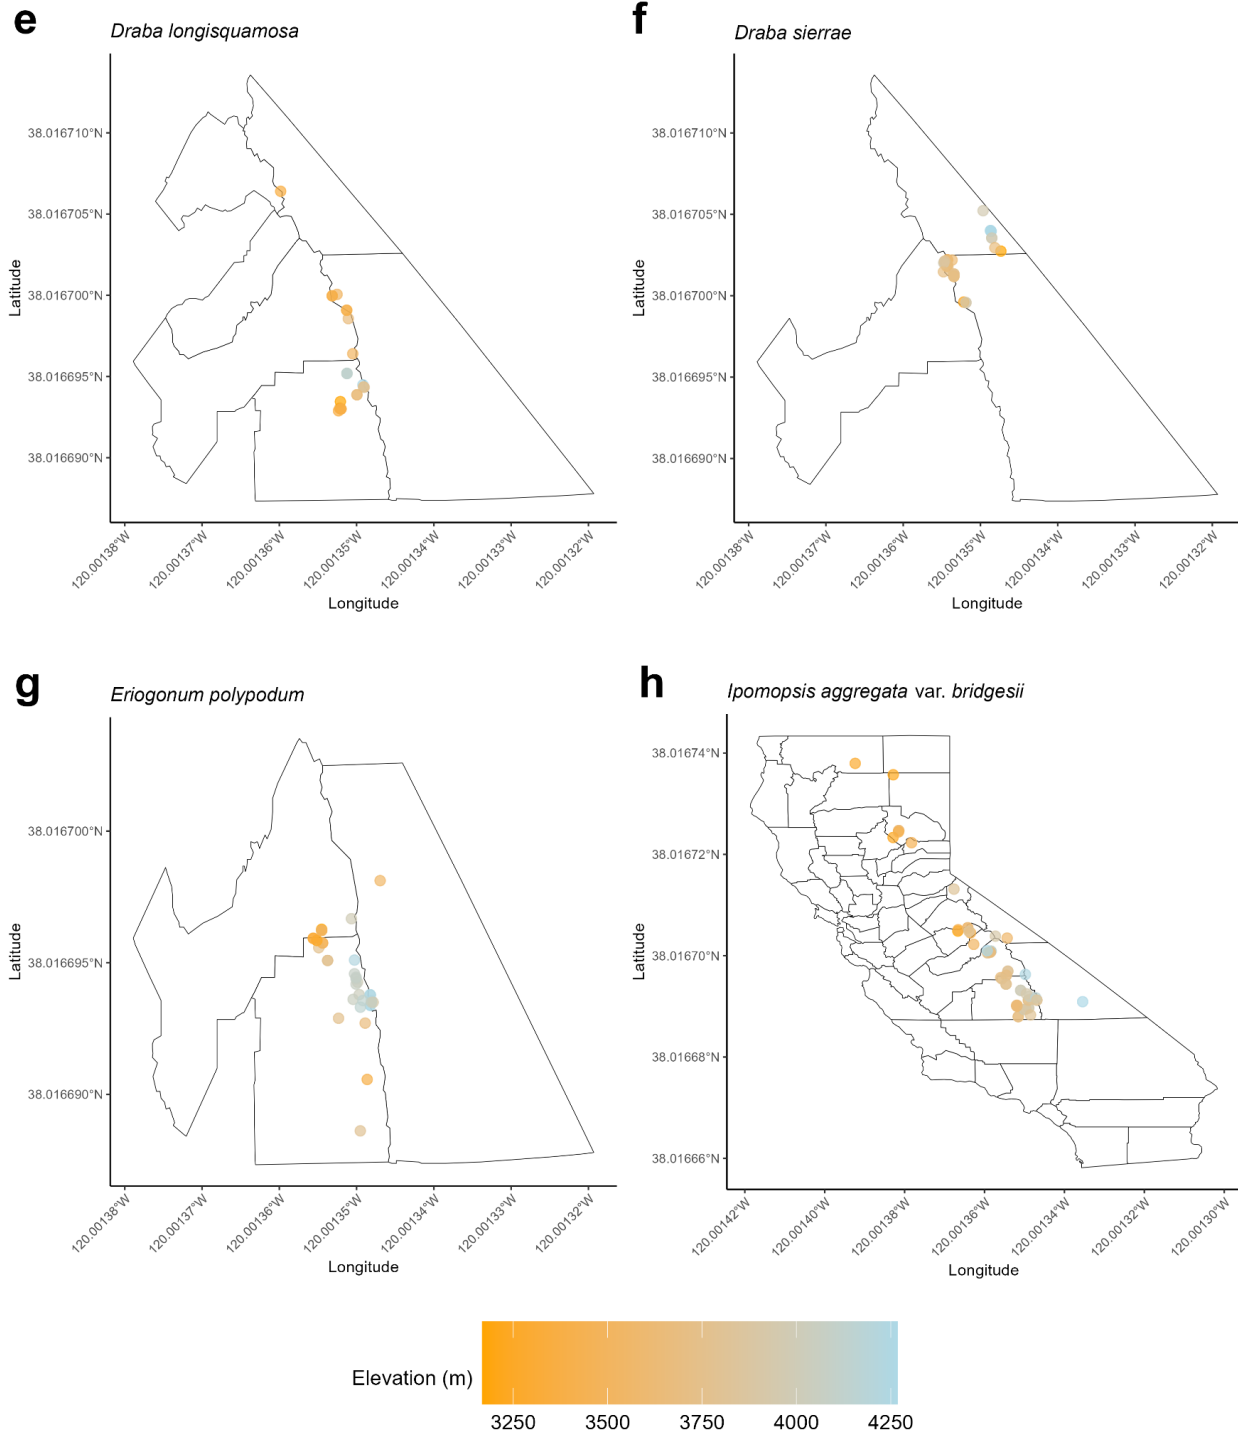 e
Draba longisquamosa
Latitude
38.016710°N
38.016705°N
38.016700°N
38.016695°N
38.016690°N
120.00138°W
120.00137°W
120.00136°W
120.00135°W
120.00134°W
120.00133°W
120.00132°W
Longitude
f
Draba sierrae
Latitude
38.016710°N
38.016705°N
38.016700°N
38.016695°N
38.016690°N
120.00138°W
120.00137°W
120.00136°W
120.00135°W
120.00134°W
120.00133°W
120.00132°W
Longitude
g
Eriogonum polypodum
Latitude
38.016700°N
38.016695°N
38.016690°N
120.00138°W
120.00137°W
120.00136°W
120.00135°W
120.00134°W
120.00133°W
120.00132°W
Longitude
h
Ipomopsis aggregata var. bridgesii
Latitude
38.01674°N
38.01672°N
38.01670°N
38.01668°N
38.01666°N
120.00142°W
120.00140°W
120.00138°W
120.00136°W
120.00134°W
120.00132°W
120.00130°W
Longitude
Elevation (m)
3250 3500 3750 4000 4250